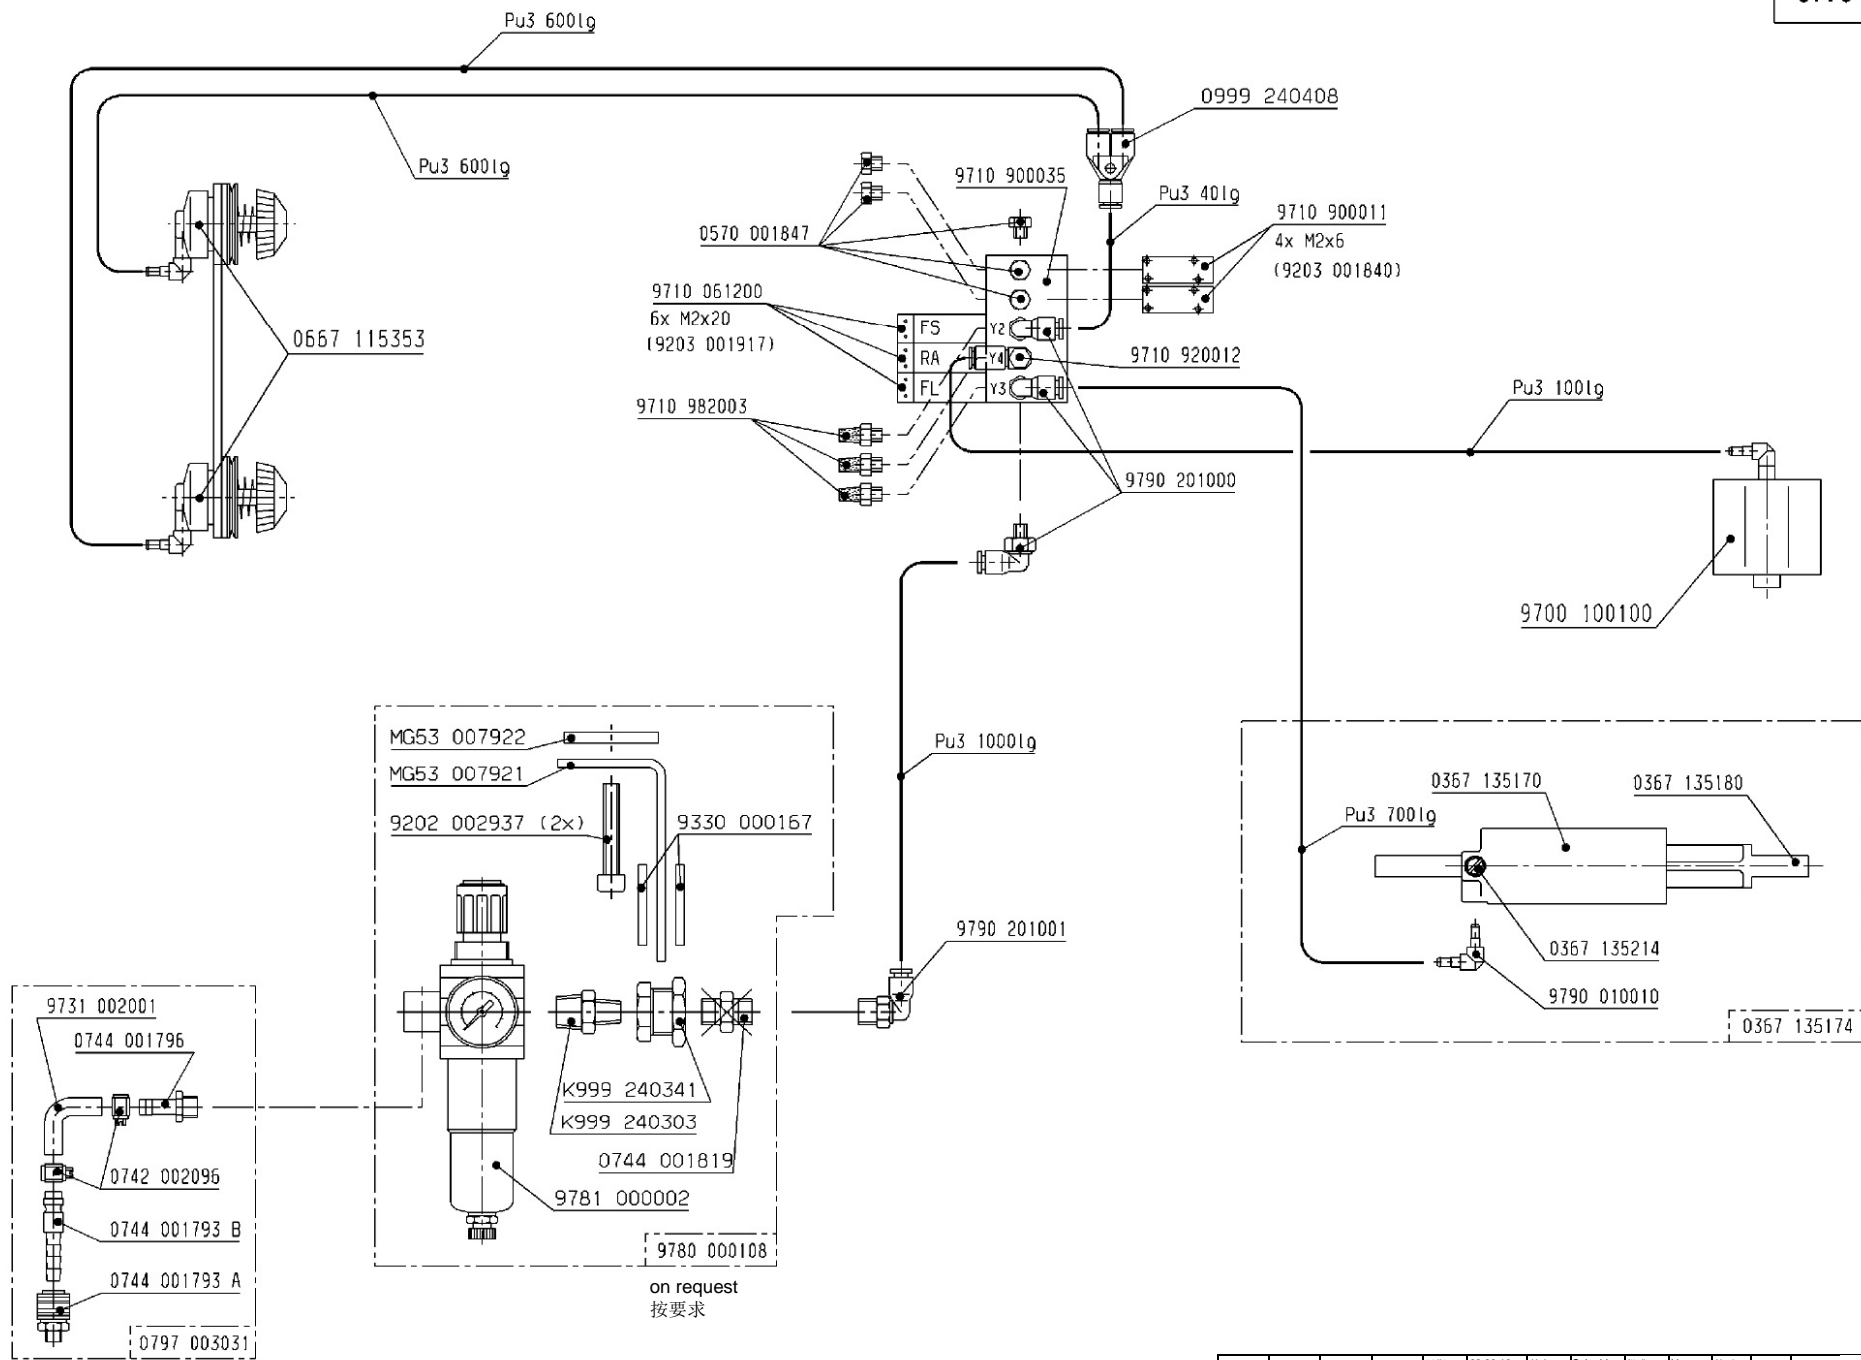 Pu3 600lg
Pu3 600lg
0999 240408
9710 900035
Pu3 40lg
9710 900011
4x M2x6
(9203 001840)
0570 001847
9710 061200
6x M2x20
(9203 001917)
FS
RA
FL
Y2
Y4
Y3
0667 115353
9710 920012
9710 982003
Pu3 100lg
9790 201000
9700 100100
MG53 007922
MG53 007921
9202 002937 (2x)
9330 000167
Pu3 1000lg
0367 135170
0367 135180
Pu3 700lg
9790 201001
0367 135214
9790 010010
0367 135174
9731 002001
0744 001796
K999 240341
K999 240303
0744 001819
9781 000002
0742 002096
0744 001793 B
0744 001793 A
9780 000108
0797 003031
on request
按要求